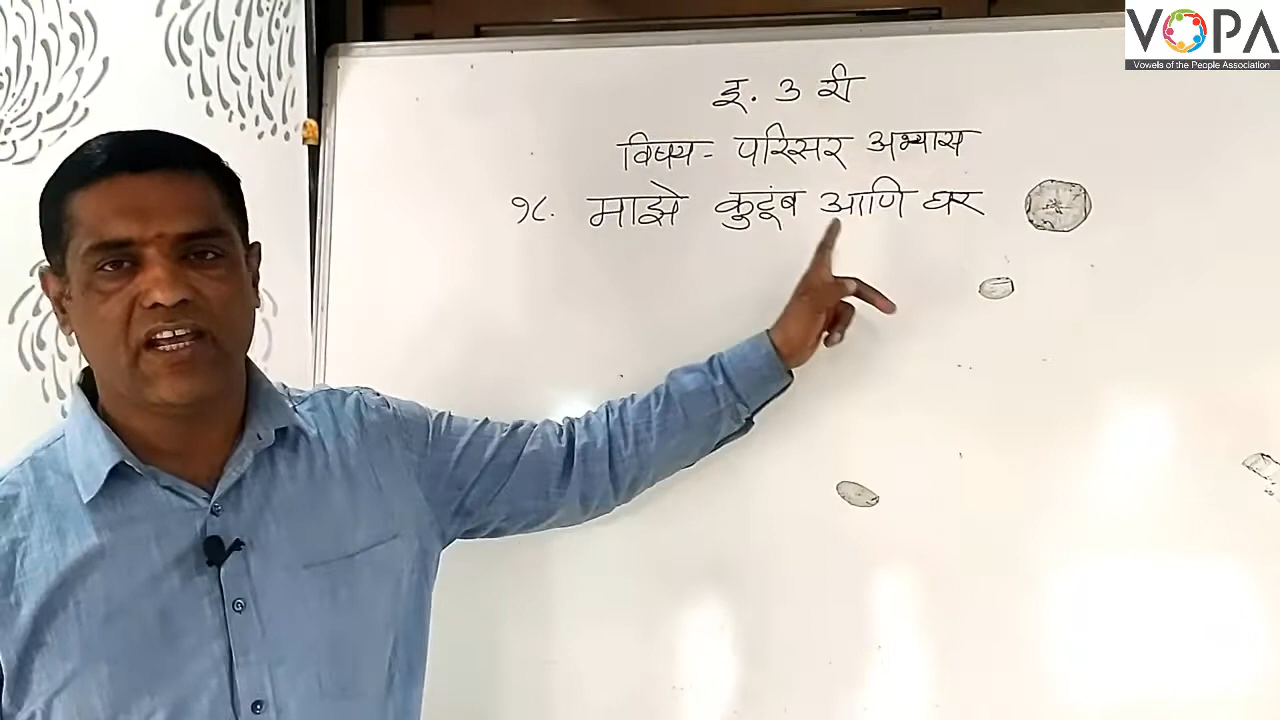 VOPA
Vowels of the People Association
इ. ३ री
विषय - परिसर अभ्यास
१८. माझे कुटूंब आणि घर